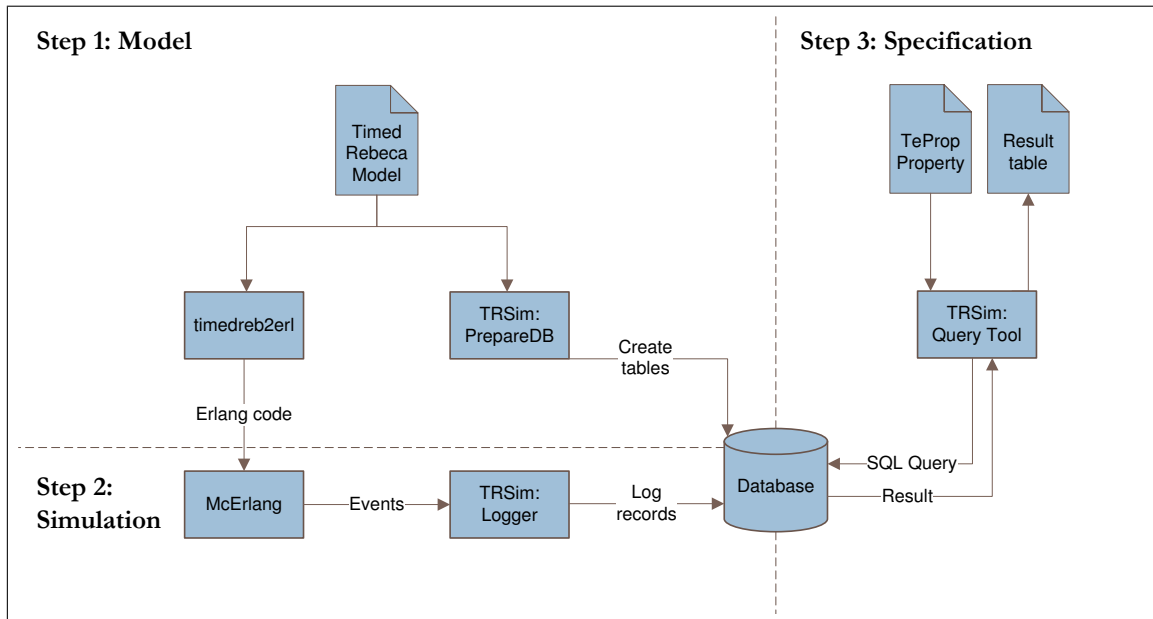 Step 1: Model
Timed
Rebeca
Model
timedreb2erl
TRSim:
PrepareDB
Create
tables
Erlang code
Step 2:
Simulation
McErlang
Events
TRSim:
Logger
Log
records
Database
Step 3: Specification
TeProp
Property
Result
table
TRSim:
Query Tool
SQL Query
Result